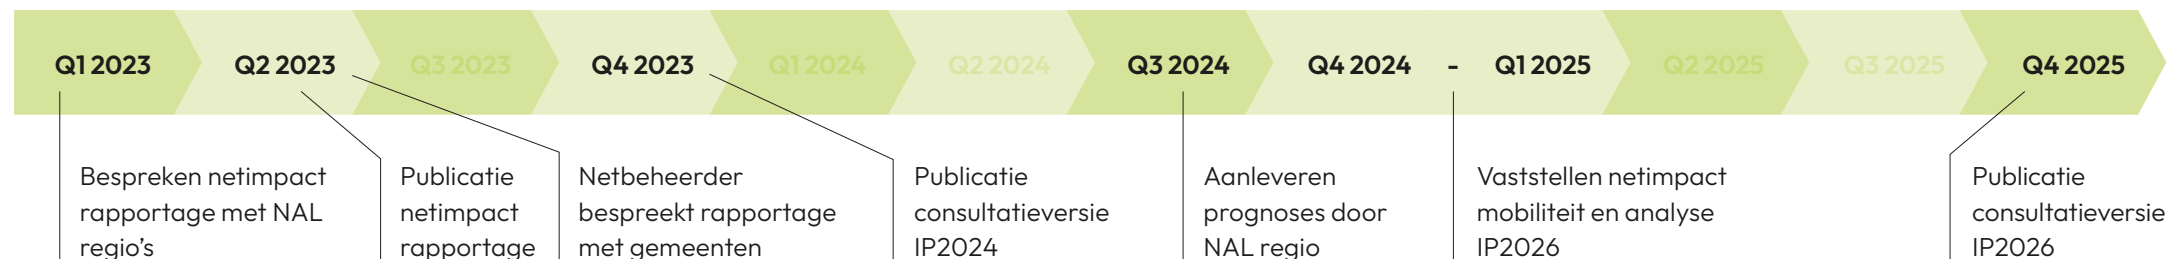 Q1 2023
Q2 2023
Q3 2023
Q4 2023
Q1 2024
Q2 2024
Q3 2024
Q4 2024 - Q1 2025
Q2 2025
Q3 2025
Q4 2025
Bespreken netimpact
rapportage met NAL
regio's
Publicatie
netimpact
rapportage
Netbeheerder
bespreekt rapportage
met gemeenten
Publicatie
consultatieversie
IP2024
Aanleveren
prognoses door
NAL regio
Vaststellen netimpact
mobiliteit en analyse
IP2026
Publicatie
consultatieversie
IP2026